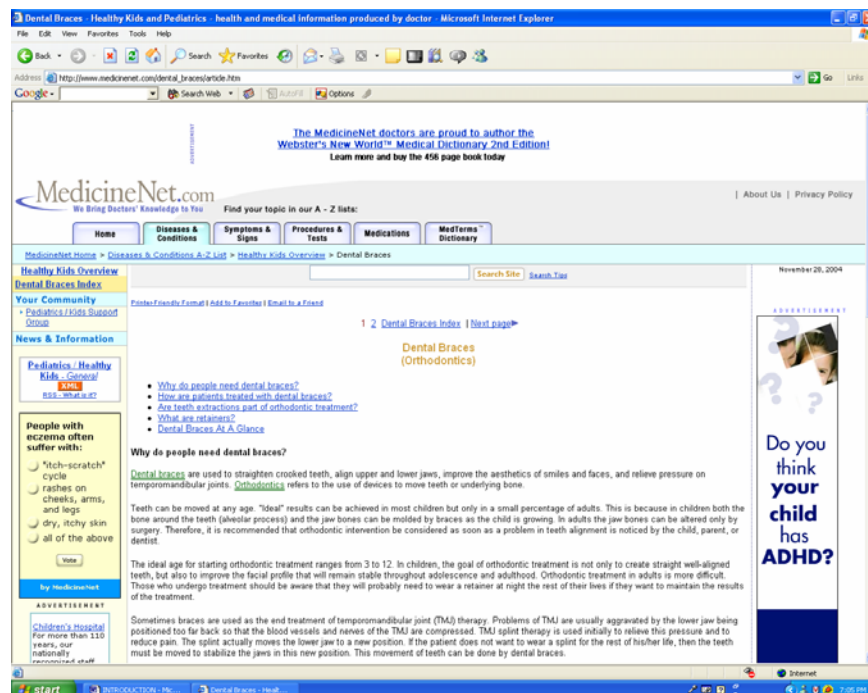 Dental Braces - Healthy Kids and Pediatrics - health and medical information produced by doctor - Microsoft Internet Explorer
File Edit View Favorites Tools Help
Back Search Favorites
Address http://www.medicinenet.com/dental_braces/article.htm Go Links
Google Search Web AutoFill Options
ADVERTISEMENT
The MedicineNet doctors are proud to author the
Webster's New World™ Medical Dictionary 2nd Edition!
Learn more and buy the 456 page book today
MedicineNet.com
We Bring Doctors' Knowledge to You
Find your topic in our A - Z lists:
| About Us | Privacy Policy
Home
Diseases & Conditions
Symptoms & Signs
Procedures & Tests
Medications
MedTerms™ Dictionary
MedicineNet Home > Diseases & Conditions A-Z List > Healthy Kids Overview > Dental Braces
Healthy Kids Overview
Dental Braces Index
Your Community
Pediatrics / Kids Support
Group
News & Information
Pediatrics / Healthy
Kids - General
XML
RSS - What is it?
People with
eczema often
suffer with:
"itch-scratch"
cycle
rashes on
cheeks, arms,
and legs
dry, itchy skin
all of the above
Vote
by MedicineNet
ADVERTISEMENT
Children's Hospital
For more than 110
years, our
nationally
recognized staff
Search Site Search Tips
Printer-Friendly Format | Add to Favorites | Email to a Friend
1 2 Dental Braces Index | Next page
Dental Braces
(Orthodontics)
Why do people need dental braces?
How are patients treated with dental braces?
Are teeth extractions part of orthodontic treatment?
What are retainers?
Dental Braces At A Glance
Why do people need dental braces?
Dental braces are used to straighten crooked teeth, align upper and lower jaws, improve the aesthetics of smiles and faces, and relieve pressure on
temporomandibular joints. Orthodontics refers to the use of devices to move teeth or underlying bone.
Teeth can be moved at any age. "Ideal" results can be achieved in most children but only in a small percentage of adults. This is because in children both the
bone around the teeth (alveolar process) and the jaw bones can be molded by braces as the child is growing. In adults the jaw bones can be altered only by
surgery. Therefore, it is recommended that orthodontic intervention be considered as soon as a problem in teeth alignment is noticed by the child, parent, or
dentist.
The ideal age for starting orthodontic treatment ranges from 3 to 12. In children, the goal of treatment is not only to create straight well-aligned
teeth, but also to improve the facial profile that will remain stable throughout adolescence and adulthood. Orthodontic treatment in adults is more difficult.
Those who undergo treatment should be aware that they will probably need to wear a retainer at night the rest of their lives if they want to maintain the results
of the treatment.
Sometimes braces are used as the end treatment of temporomandibular joint (TMJ) therapy. Problems of TMJ are usually aggravated by the lower jaw being
positioned too far back so that the blood vessels and nerves of the TMJ are compressed. TMJ splint therapy is used initially to relieve this pressure and to
reduce pain. The splint actually moves the lower jaw to a new position. If the patient does not want to wear a splint for the rest of his/her life, then the teeth
must be moved to stabilize the jaws in this new position. This movement of teeth can be done by dental braces.
November 28, 2004
ADVERTISEMENT
Do you
think
your
child
has
ADHD?
Internet
start INTRODUCTION - Mic... Dental Braces - Healt... 7:05 PM